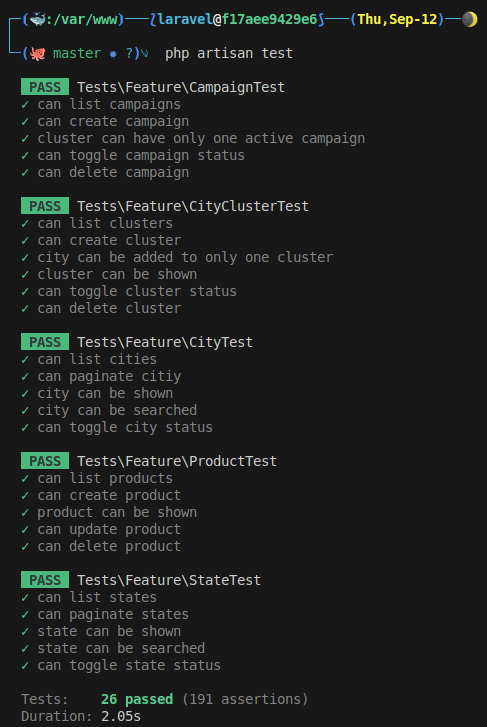 (🐳:/var/www)──⟅laravel@f17aee9429e6⟆──(Thu,Sep-12)──🌒
(🐙 master ● ?)  php artisan test
PASS Tests\Feature\CampaignTest
✓ can list campaigns
✓ can create campaign
✓ cluster can have only one active campaign
✓ can toggle campaign status
✓ can delete campaign
PASS Tests\Feature\CityClusterTest
✓ can list clusters
✓ can create cluster
✓ city can be added to only one cluster
✓ cluster can be shown
✓ can toggle cluster status
✓ can delete cluster
PASS Tests\Feature\CityTest
✓ can list cities
✓ can paginate citiy
✓ city can be shown
✓ city can be searched
✓ can toggle city status
PASS Tests\Feature\ProductTest
✓ can list products
✓ can create product
✓ product can be shown
✓ can update product
✓ can delete product
PASS Tests\Feature\StateTest
✓ can list states
✓ can paginate states
✓ state can be shown
✓ state can be searched
✓ can toggle state status
Tests: 26 passed (191 assertions)
Duration: 2.05s